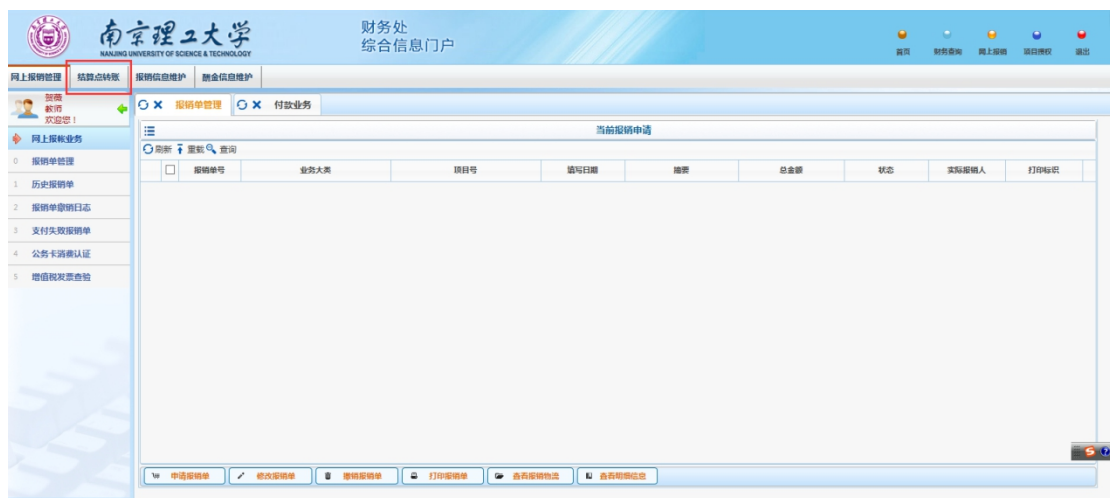 南京理工大学
NANJING UNIVERSITY OF SCIENCE & TECHNOLOGY
财务处
综合信息门户
首页 财务查询 网上报销 项目授权 退出
网上报销管理 结算点转账 报销信息维护 酬金信息维护
贺薇
教师
欢迎您!
报销单管理 付款业务
网上报帐业务
0 报销单管理
1 历史报销单
2 报销单撤销日志
3 支付失败报销单
4 公务卡消费认证
5 增值税发票查验
当前报销申请
刷新 重载 查询
报销单号 业务大类 项目号 填写日期 摘要 总金额 状态 实际报销人 打印标识
申请报销单 修改报销单 撤销报销单 打印报销单 查看报销物流 查看明细信息